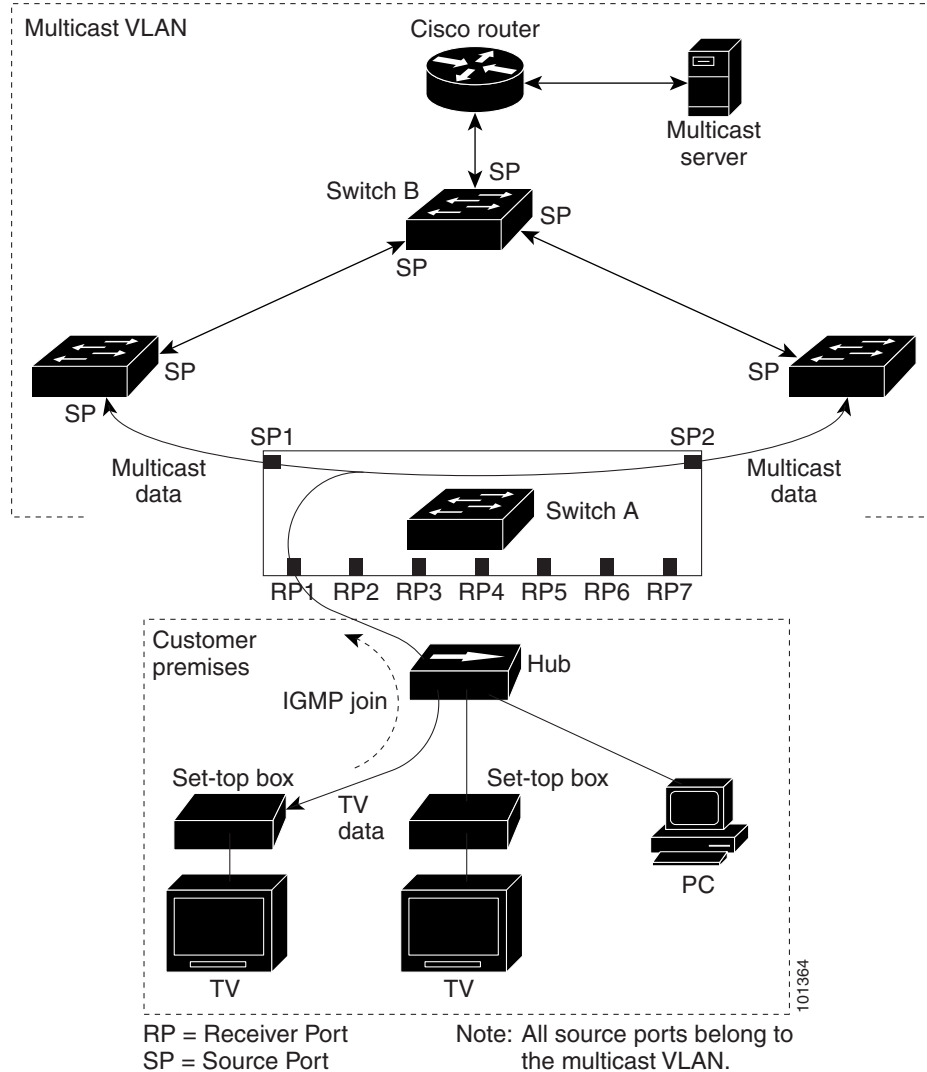 Multicast VLAN
Cisco router
Multicast
server
SP
Switch B
SP
SP
SP
SP
SP
SP1
SP2
Multicast
data
Multicast
data
Switch A
RP1 RP2 RP3 RP4 RP5 RP6 RP7
Customer
premises
Hub
IGMP join
Set-top box
Set-top box
TV
data
PC
TV
TV
101364
RP = Receiver Port
SP = Source Port
Note: All source ports belong to
the multicast VLAN.